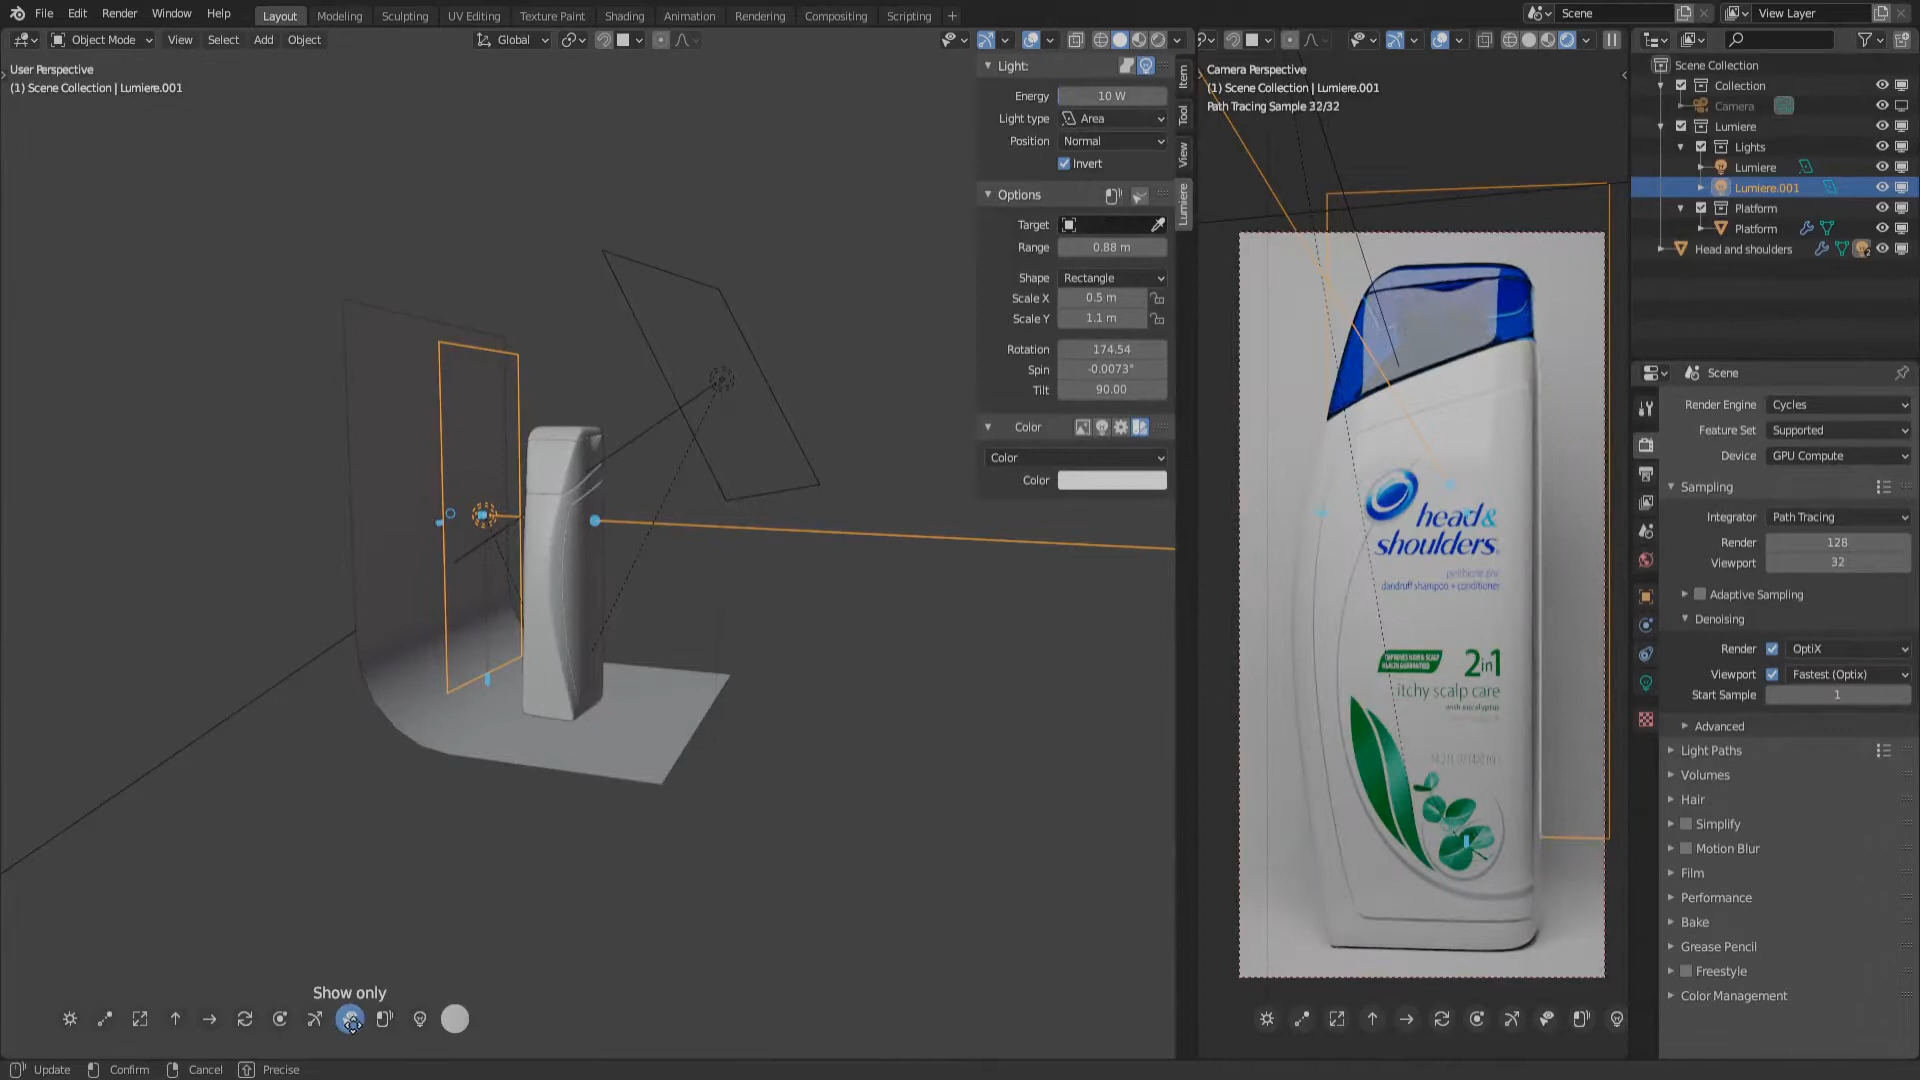 File Edit Render Window Help Layout Modeling Sculpting UV Editing Texture Paint Shading Animation Rendering Compositing Scripting + Scene View Layer
Object Mode View Select Add Object Global
User Perspective
(1) Scene Collection | Lumiere.001
Light:
Energy 10 W
Light type Area
Position Normal
Invert
Options
Target
Range 0.88 m
Shape Rectangle
Scale X 0.5 m
Scale Y 1.1 m
Rotation 174.54
Spin -0.0073°
Tilt 90.00
Color
Color
Color
Item
Tool
View
Lumiere
Camera Perspective
(1) Scene Collection | Lumiere.001
Path Tracing Sample 32/32
head&
shoulders.
pyrithione zinc
dandruff shampoo + conditioner
2in1
itchy scalp care
with eucalyptus
Scene Collection
Collection
Camera
Lumiere
Lights
Lumiere
Lumiere.001
Platform
Platform
Head and shoulders
2
Scene
Render Engine Cycles
Feature Set Supported
Device GPU Compute
Sampling
Integrator Path Tracing
Render 128
Viewport 32
Adaptive Sampling
Denoising
Render OptiX
Viewport Fastest (Optix)
Start Sample 1
Advanced
Light Paths
Volumes
Hair
Simplify
Motion Blur
Film
Performance
Bake
Grease Pencil
Freestyle
Color Management
Show only
Update Confirm Cancel Precise